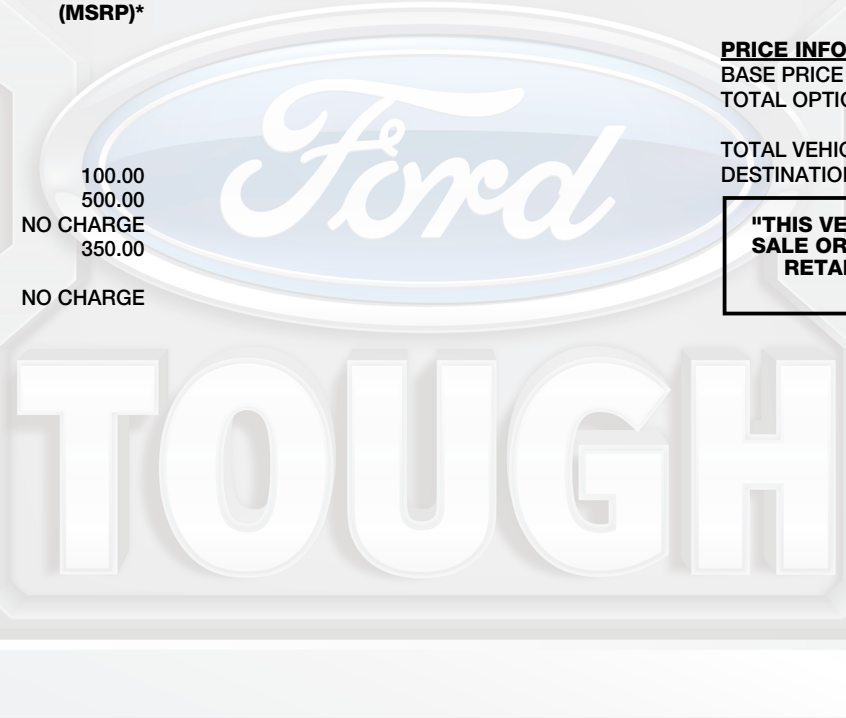 (MSRP)*
100.00
500.00
NO CHARGE
350.00
NO CHARGE
PRICE INFO
BASE PRICE
TOTAL OPTIO
TOTAL VEHIC
DESTINATION
"THIS VE
SALE OR
RETAI
Ford
TOUGH